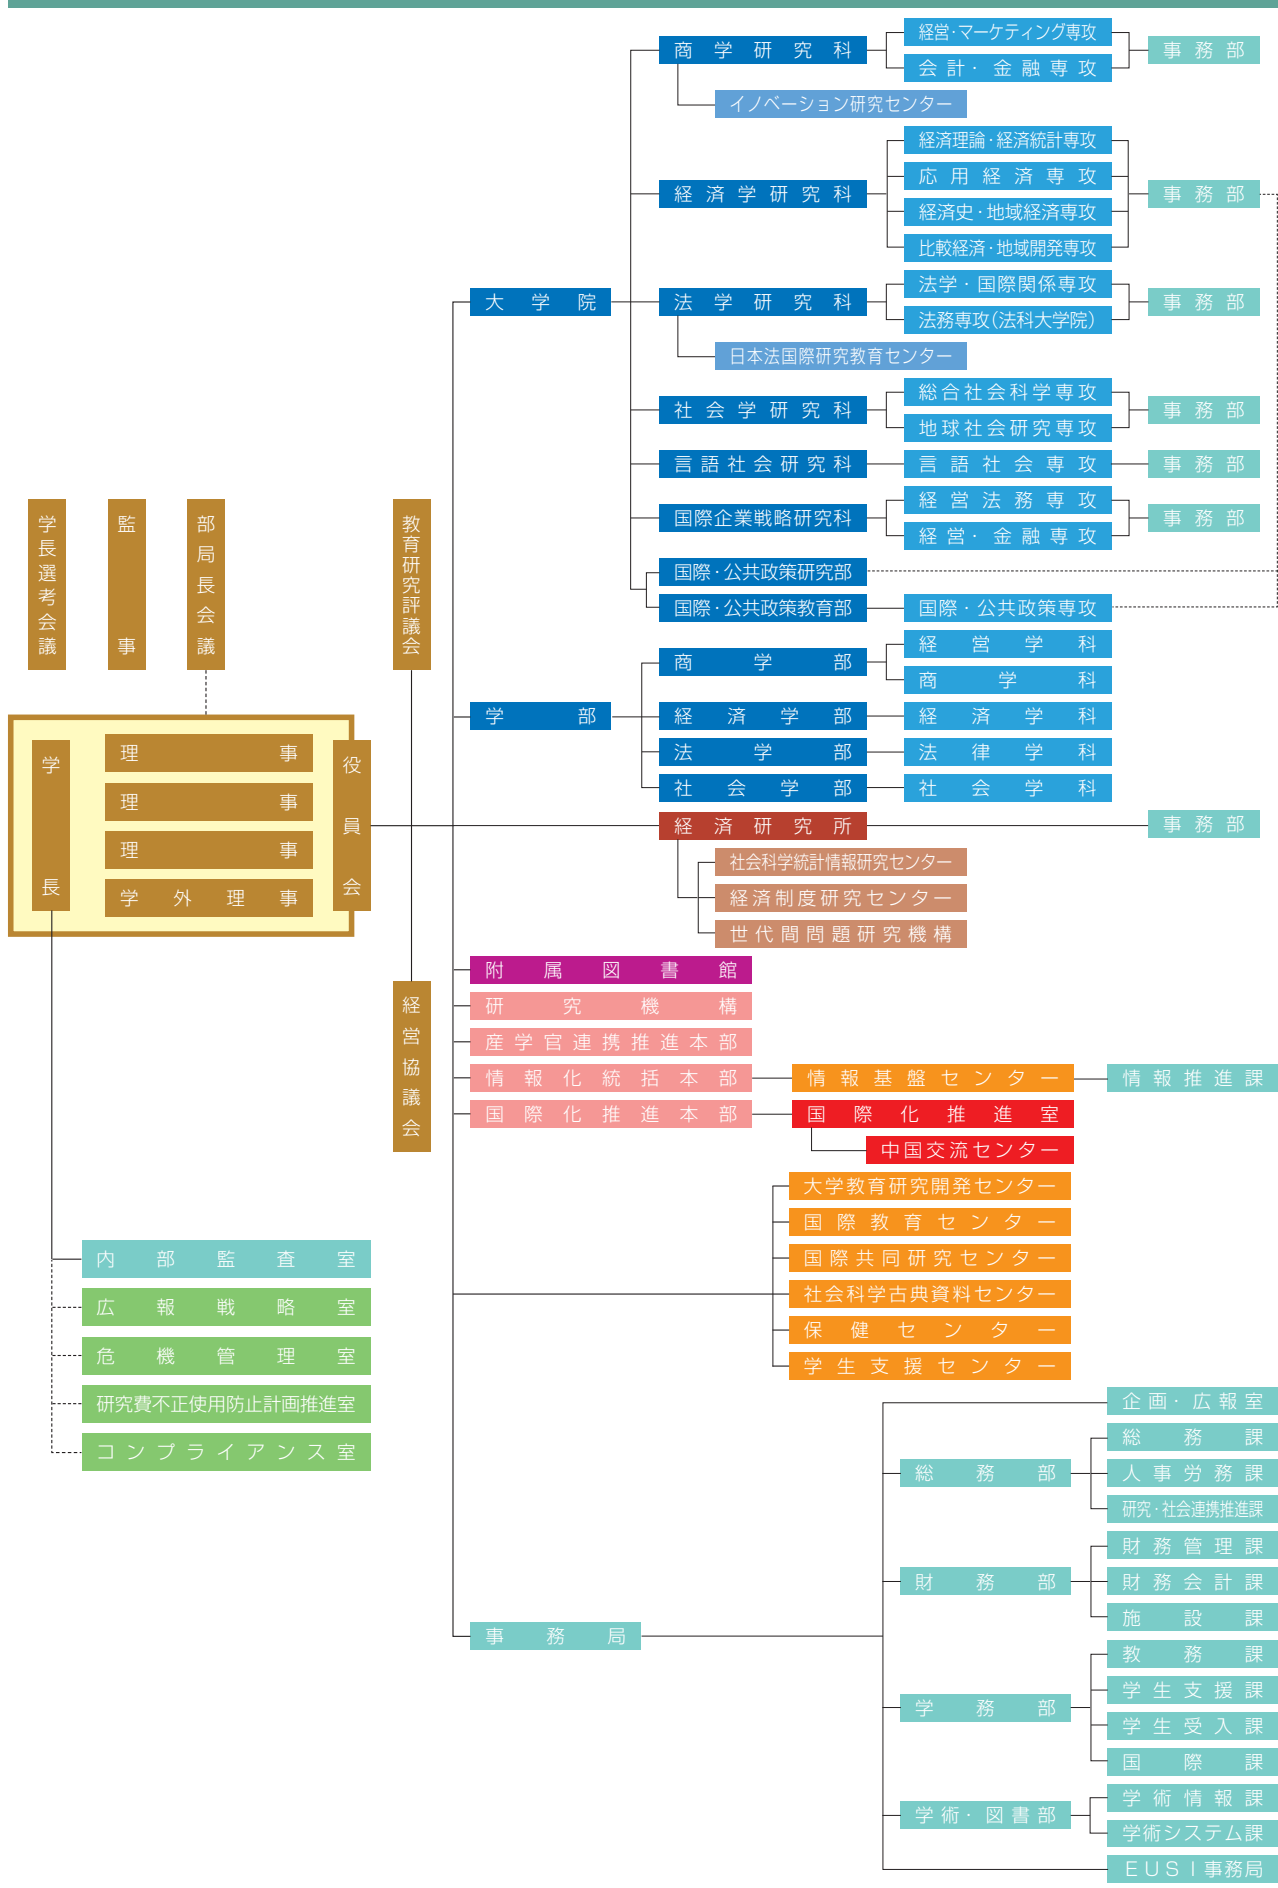 商学研究科
経営・マーケティング専攻
会計・金融専攻
事務部
イノベーション研究センター
経済学研究科
経済理論・経済統計専攻
応用経済専攻
経済史・地域経済専攻
比較経済・地域開発専攻
事務部
大学院
法学研究科
法学・国際関係専攻
法務専攻(法科大学院)
事務部
日本法国際研究教育センター
社会学研究科
総合社会科学専攻
地球社会研究専攻
事務部
言語社会研究科
言語社会専攻
事務部
国際企業戦略研究科
経営法務専攻
経営・金融専攻
事務部
国際・公共政策研究部
国際・公共政策教育部
国際・公共政策専攻
学長選考会議
監事
部局長会議
教育研究評議会
学部
商学部
経営学科
商学科
経済学部
経済学科
法学部
法律学科
社会学部
社会学科
学長
理事
理事
理事
学外理事
役員会
経済研究所
事務部
社会科学統計情報研究センター
経済制度研究センター
世代間問題研究機構
経営協議会
附属図書館
研究機構
産学官連携推進本部
情報化統括本部
情報基盤センター
情報推進課
国際化推進本部
国際化推進室
中国交流センター
大学教育研究開発センター
国際教育センター
国際共同研究センター
社会科学古典資料センター
保健センター
学生支援センター
内部監査室
広報戦略室
危機管理室
研究費不正使用防止計画推進室
コンプライアンス室
事務局
企画・広報室
総務部
総務課
人事労務課
研究・社会連携推進課
財務部
財務管理課
財務会計課
施設課
学務部
教務課
学生支援課
学生受入課
国際課
学術・図書部
学術情報課
学術システム課
EUSI事務局